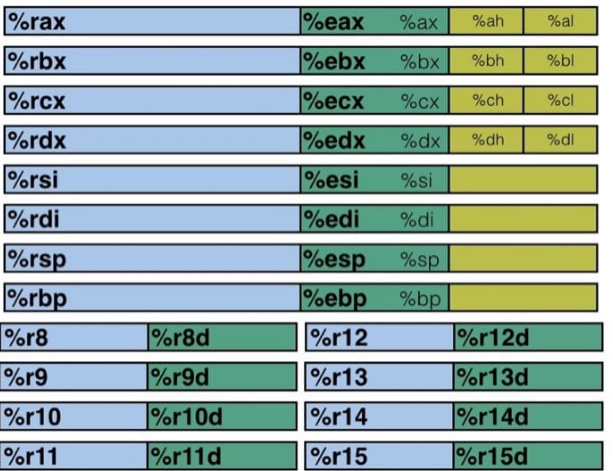 %rax %eax %ax %ah %al
%rbx %ebx %bx %bh %bl
%rcx %ecx %cx %ch %cl
%rdx %edx %dx %dh %dl
%rsi %esi %si
%rdi %edi %di
%rsp %esp %sp
%rbp %ebp %bp
%r8 %r8d %r12 %r12d
%r9 %r9d %r13 %r13d
%r10 %r10d %r14 %r14d
%r11 %r11d %r15 %r15d